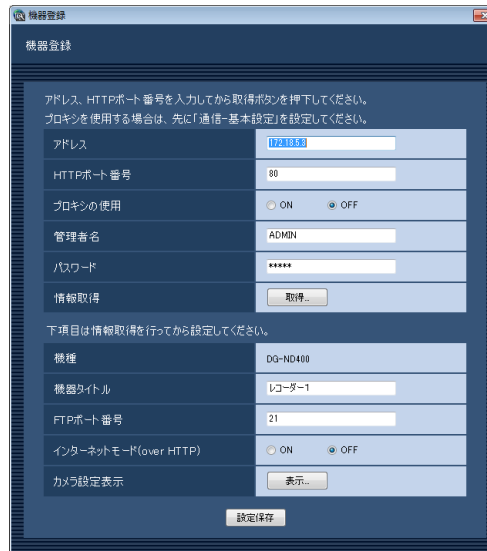 機器登録
機器登録
アドレス、HTTPポート番号を入力してから取得ボタンを押下してください。
プロキシを使用する場合は、先に「通信-基本設定」を設定してください。
アドレス 172.18.5.8
HTTPポート番号 80
プロキシの使用 ON OFF
管理者名 ADMIN
パスワード *****
情報取得 取得...
下項目は情報取得を行ってから設定してください。
機種 DG-ND400
機器タイトル レコーダー1
FTPポート番号 21
インターネットモード(over HTTP) ON OFF
カメラ設定表示 表示...
設定保存